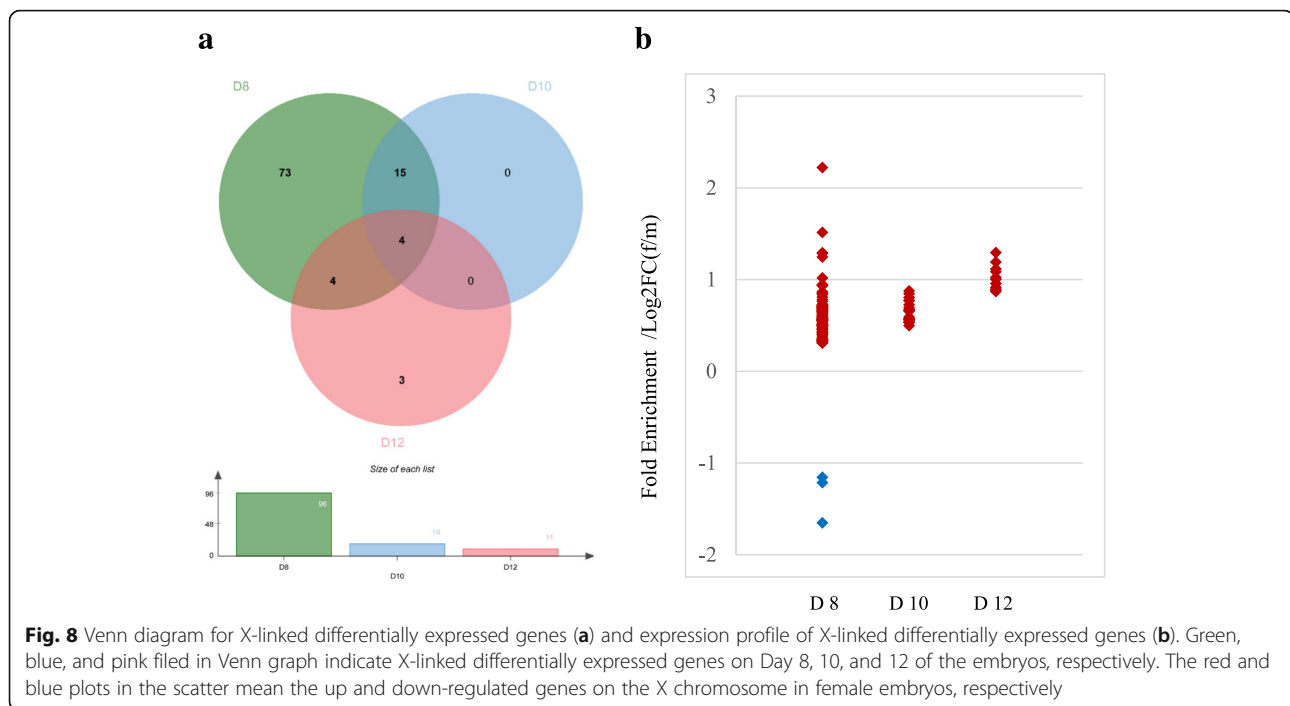 a
b
D8
D10
73
15
0
4
4
0
3
D12
Size of each list
96
48
0
96
19
11
D8
D10
D12
3
2
1
0
-1
-2
Fold Enrichment /Log2FC(f/m)
D 8
D 10
D 12
Fig. 8 Venn diagram for X-linked differentially expressed genes (a) and expression profile of X-linked differentially expressed genes (b). Green,
blue, and pink filed in Venn graph indicate X-linked differentially expressed genes on Day 8, 10, and 12 of the embryos, respectively. The red and
blue plots in the scatter mean the up and down-regulated genes on the X chromosome in female embryos, respectively